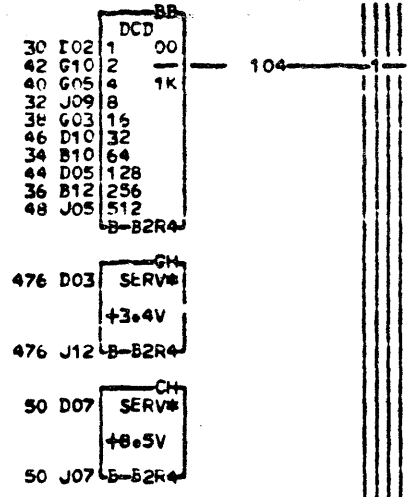 BB
DCD
30 D02 1 00
42 G10 2 104 1
40 G05 4 1K
32 J09 8
38 G03 16
46 D10 32
34 B10 64
44 D05 128
36 B12 256
48 J05 512
B-B2R4
GH
476 D03 SERV*
+3.4V
476 J12 B-B2R4
CH
50 D07 SERV*
+8.5V
50 J07 B-B2R4